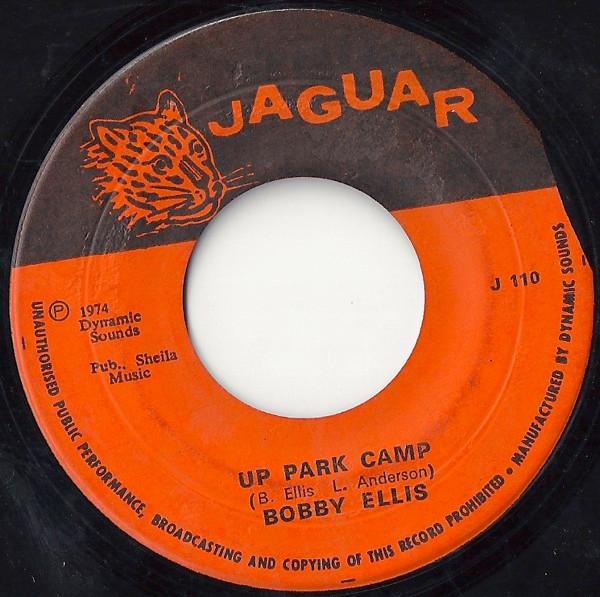 JAGUAR
J 110
℗ 1974
Dynamic
Sounds
Pub., Sheila
Music
UP PARK CAMP
(B. Ellis L. Anderson)
BOBBY ELLIS
UNAUTHORISED PUBLIC PERFORMANCE, BROADCASTING AND COPYING OF THIS RECORD PROHIBITED • MANUFACTURED BY DYNAMIC SOUNDS